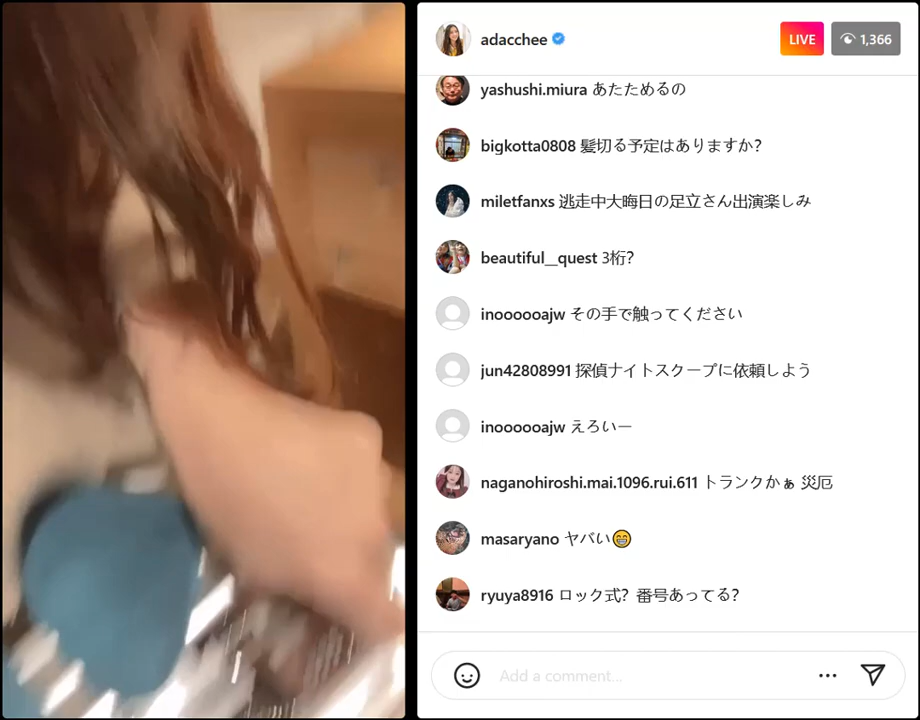 adacchee
LIVE
1,366
yashushi.miura あたためるの
bigkotta0808 髪切る予定はありますか？
miletfanxs 逃走中大晦日の足立さん出演楽しみ
beautiful__quest 3桁？
inoooooajw その手で触ってください
jun42808991 探偵ナイトスクープに依頼しよう
inoooooajw えろいー
naganohiroshi.mai.1096.rui.611 トランクかぁ 災厄
masaryano ヤバい😁
ryuya8916 ロック式？番号あってる？
Add a comment...